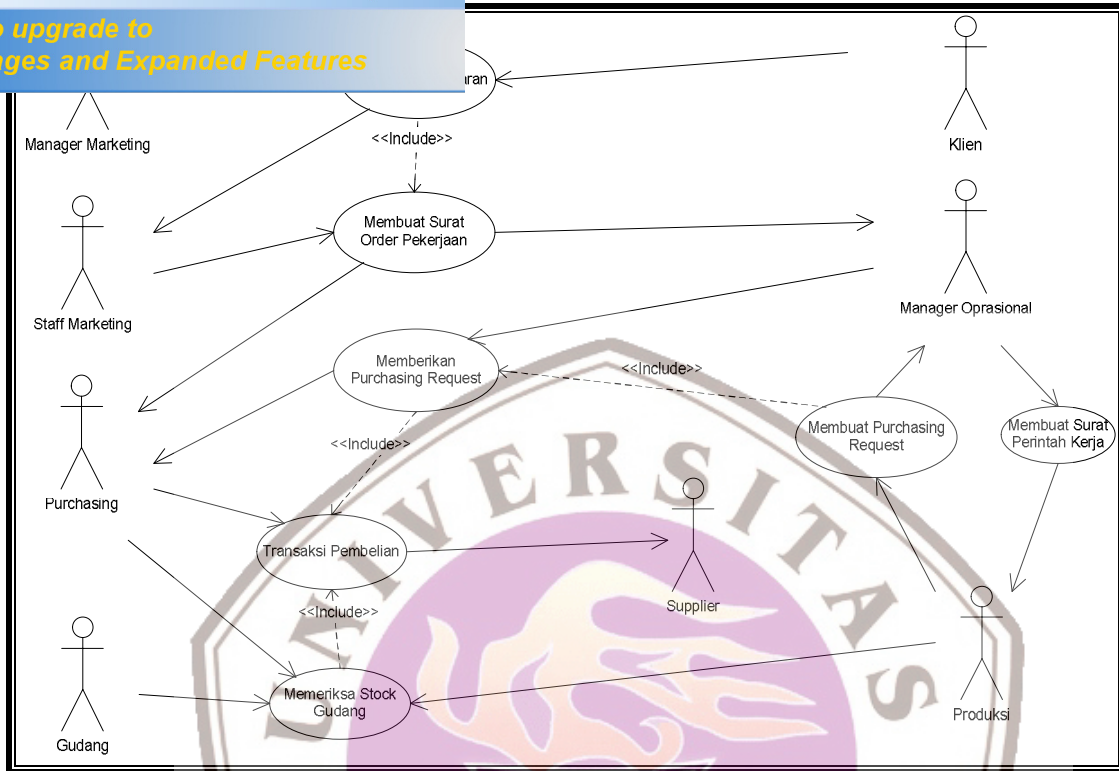 upgrade to
and Expanded Features
Manager Marketing
<<Include>>
Klien
Membuat Surat
Order Pekerjaan
Staff Marketing
Manager Oprasional
Memberikan
Purchasing Request
<<Include>>
Membuat Purchasing
Request
Membuat Surat
Perintah Kerja
<<Include>>
Purchasing
Transaksi Pembelian
Supplier
<<Include>>
Memeriksa Stock
Gudang
Gudang
Produksi
UNIVERSITAS